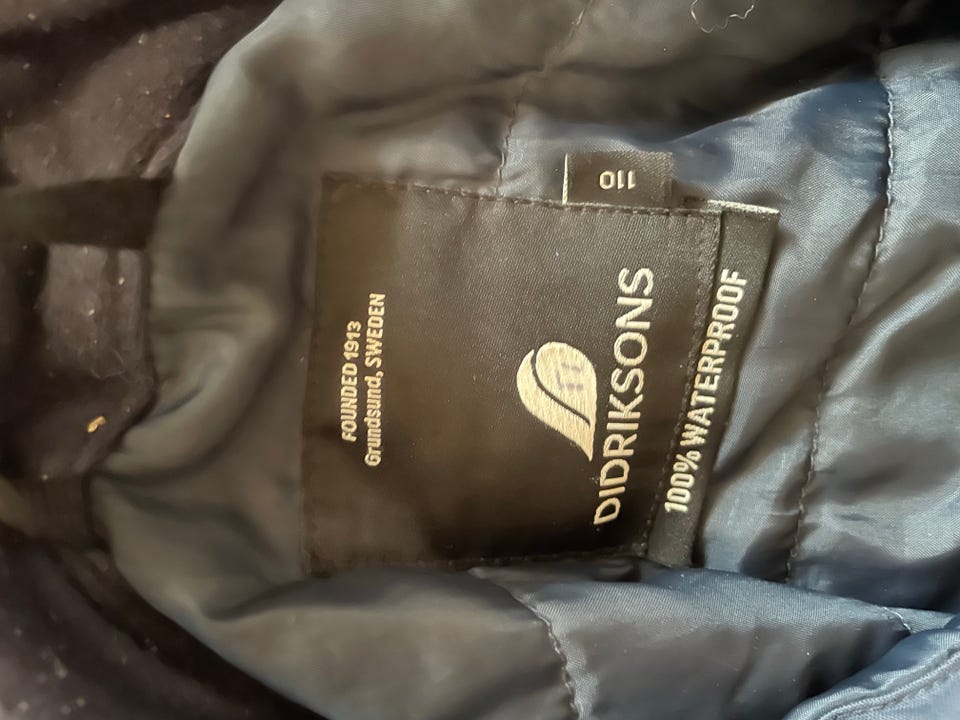 FOUNDED 1913
Grundsund, SWEDEN
DIDRIKSONS
100% WATERPROOF
110